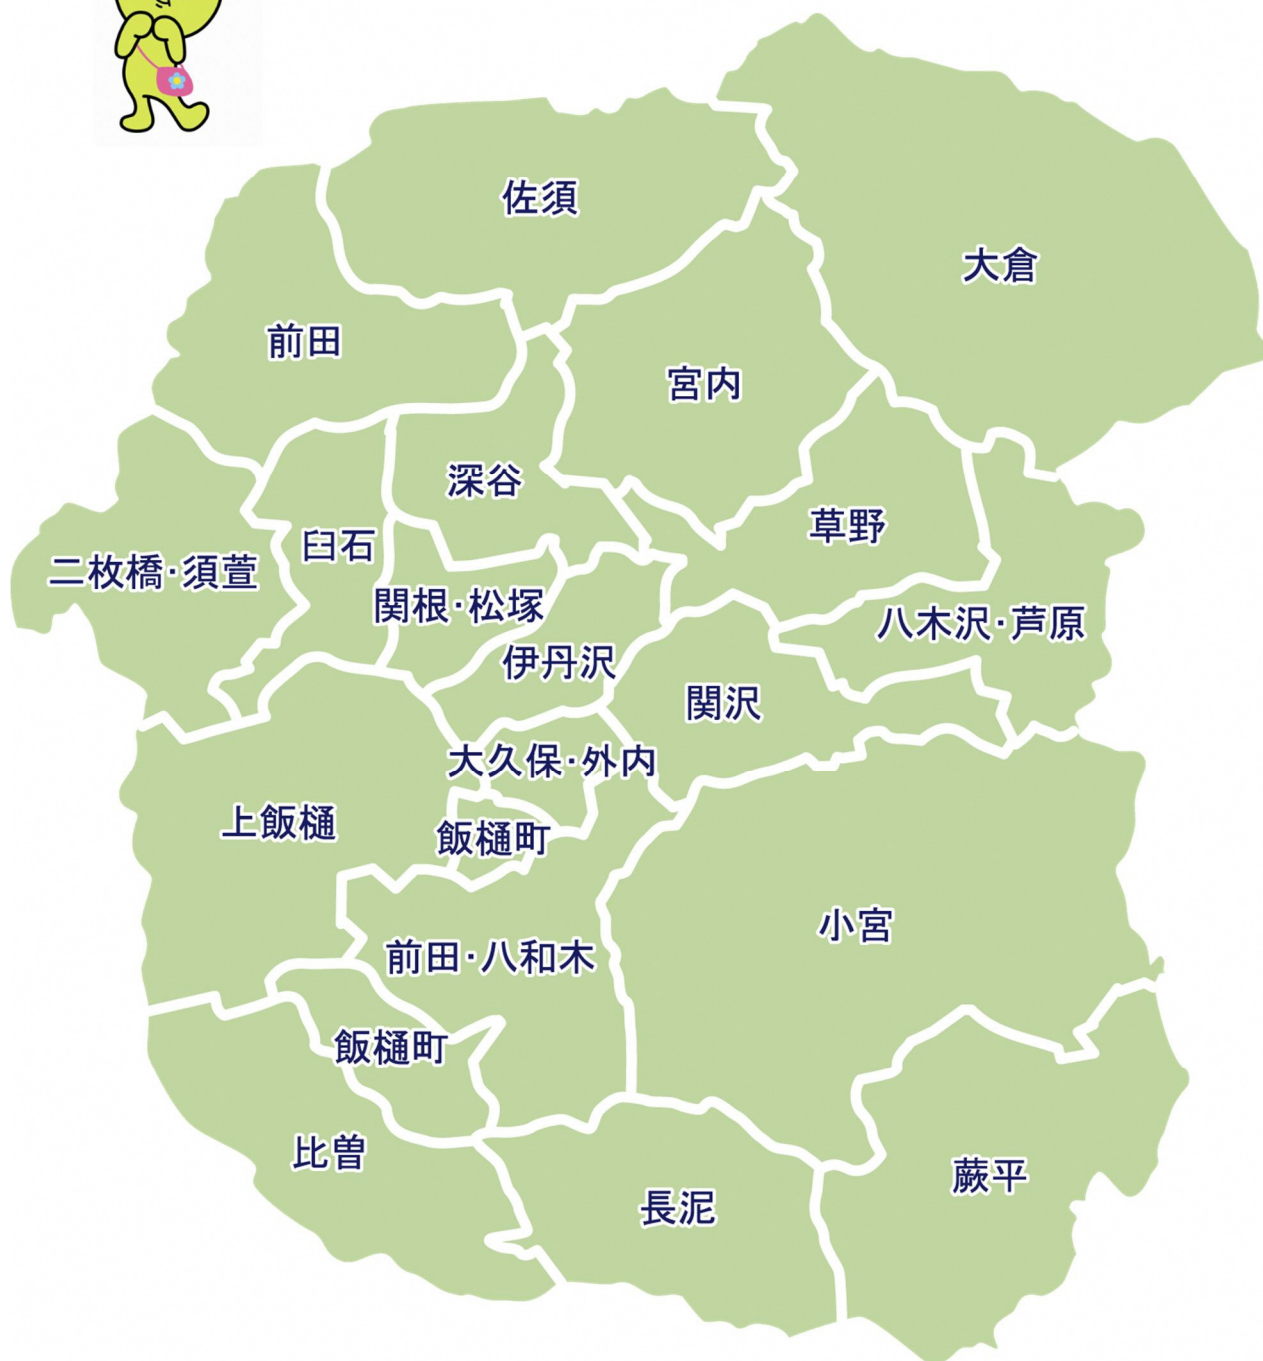 佐須
大倉
前田
宮内
深谷
草野
臼石
二枚橋･須萱
関根･松塚
八木沢･芦原
伊丹沢
関沢
大久保･外内
上飯樋
飯樋町
小宮
前田･八和木
飯樋町
比曽
蕨平
長泥